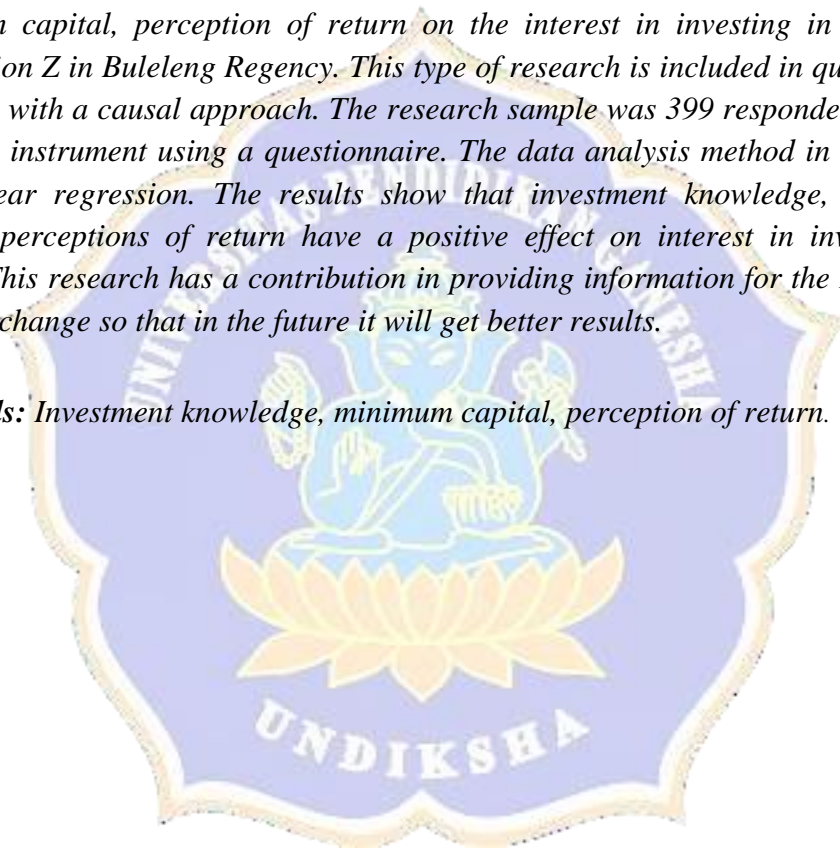 capital, perception of return on the interest in investing in
on Z in Buleleng Regency. This type of research is included in
with a causal approach. The research sample was 399
instrument using a questionnaire. The data analysis method in
ear regression. The results show that investment knowledge,
perceptions of return have a positive effect on interest in
his research has a contribution in providing information for the
change so that in the future it will get better results.
ls: Investment knowledge, minimum capital, perception of return.
UNIVERSITAS PENDIDIKAN GANESHA
UNDIKSHA